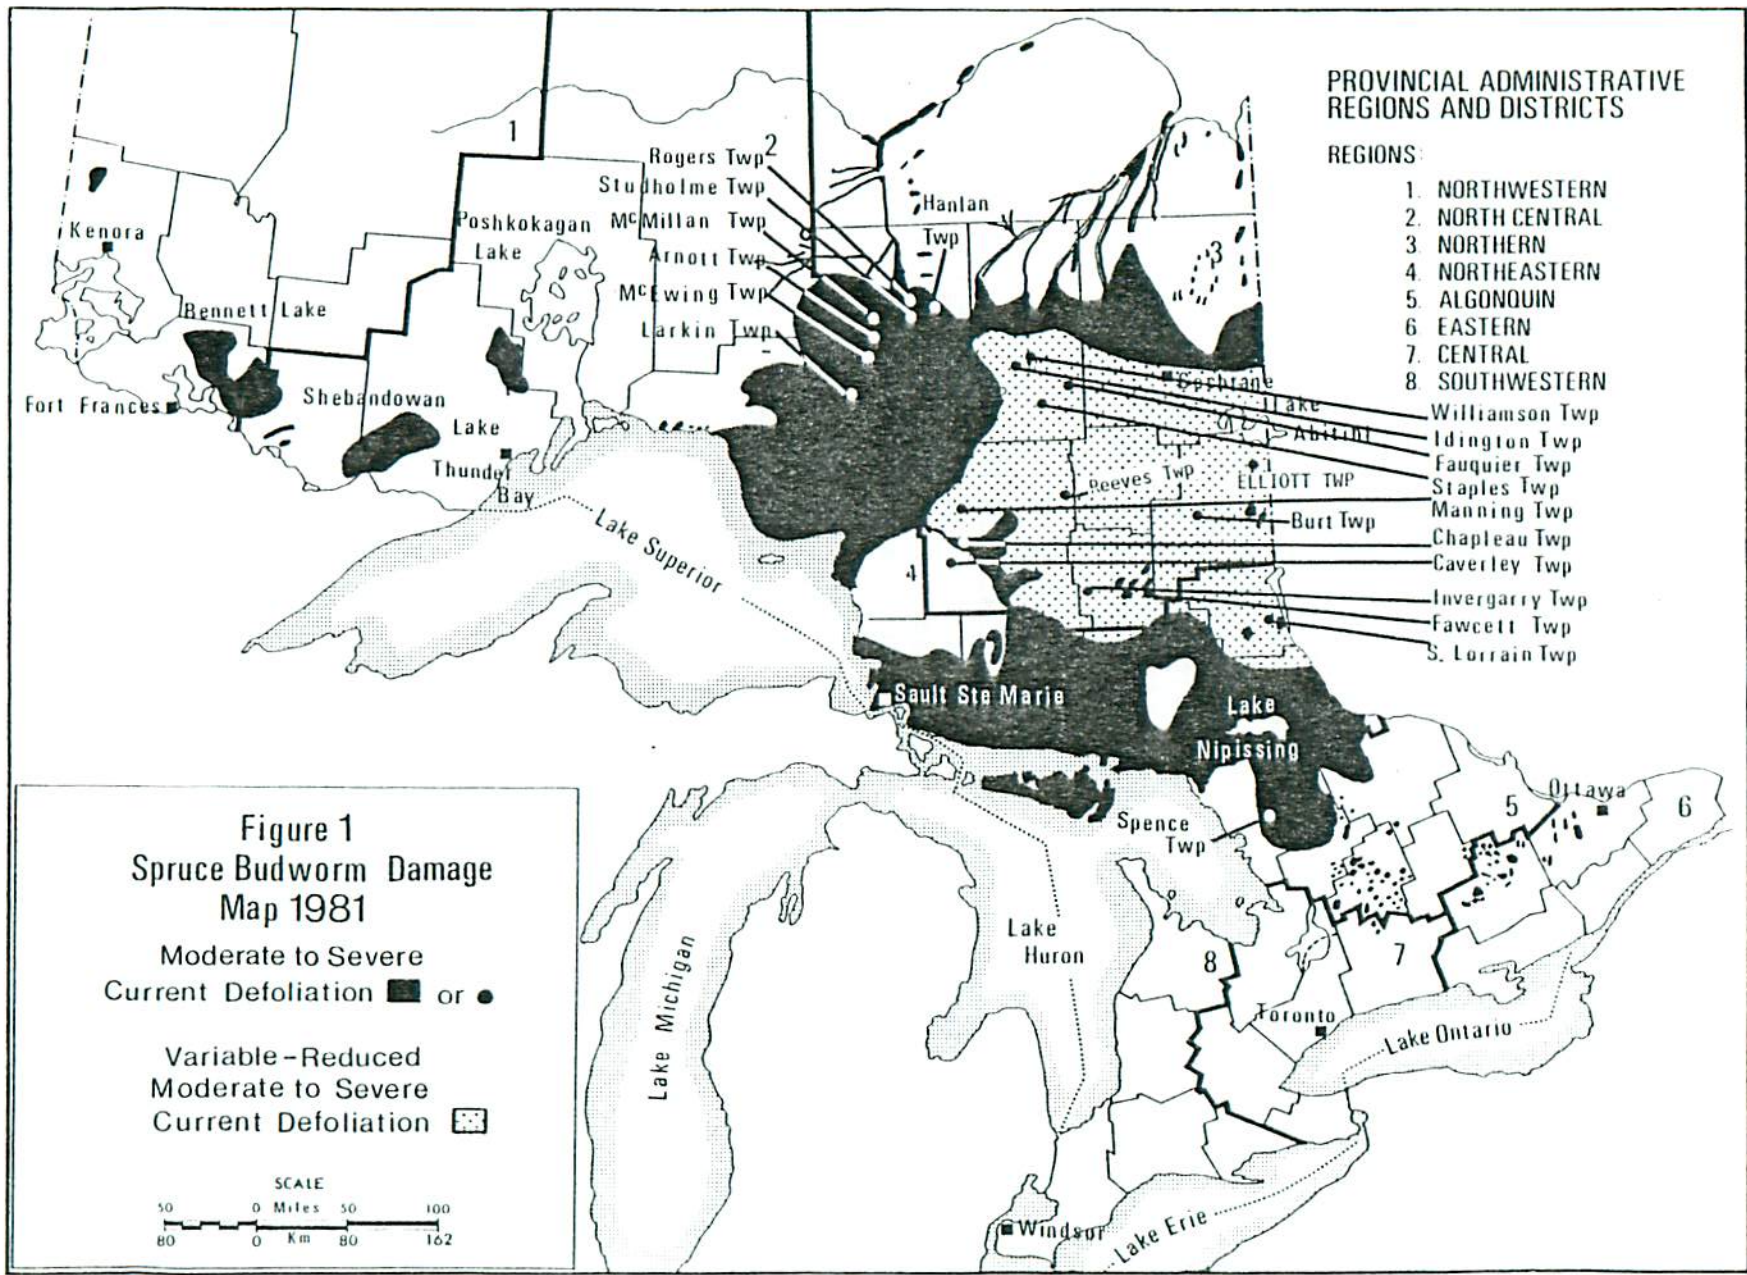 PROVINCIAL ADMINISTRATIVE
REGIONS AND DISTRICTS
REGIONS:
1. NORTHWESTERN
2. NORTH CENTRAL
3. NORTHERN
4. NORTHEASTERN
5. ALGONQUIN
6 EASTERN
7. CENTRAL
8. SOUTHWESTERN
1
2
Rogers Twp
Studholme Twp
McMillan Twp
Arnott Twp
McEwing Twp
Larkin Twp
Hanlan
Twp
3
Kenora
Poshkokagan
Lake
Bennett Lake
Fort Frances
Shebandowan
Lake
Thunder
Bay
Lake Superior
Cochrane
Lake
Abitibi
Reeves Twp
ELLIOTT TWP
Burt Twp
4
Williamson Twp
Idington Twp
Fauquier Twp
Staples Twp
Manning Twp
Chapleau Twp
Caverley Twp
Invergarry Twp
Fawcett Twp
S. Lorrain Twp
Sault Ste Marie
Lake
Nipissing
Spence
Twp
5
Ottawa
6
Lake
Huron
8
7
Toronto
Lake Ontario
Lake Michigan
Windsor
Lake Erie
Figure 1
Spruce Budworm Damage
Map 1981
Moderate to Severe
Current Defoliation or
Variable-Reduced
Moderate to Severe
Current Defoliation
SCALE
50 0 Miles 50 100
80 0 Km 80 162